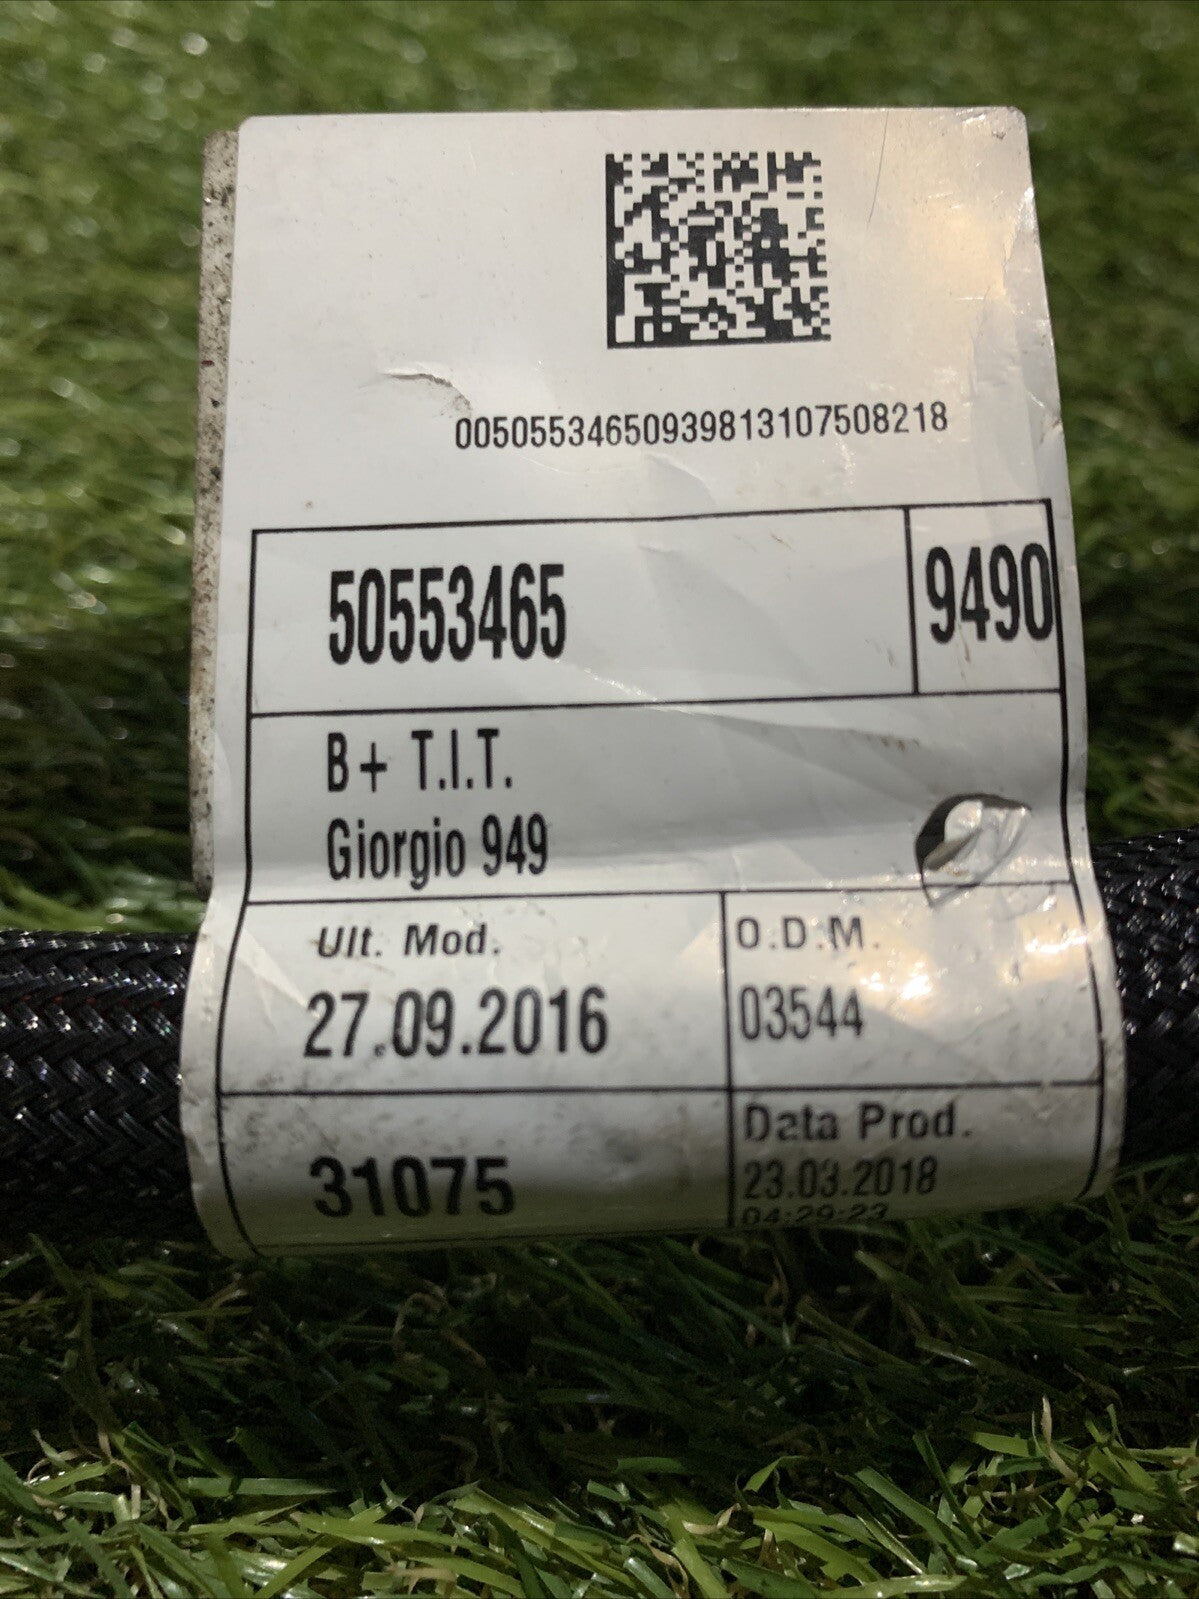 00505534650939813107508218
50553465
9490
B+ T.I.T.
Giorgio 949
Ult. Mod.
27.09.2016
O.D.M.
03544
31075
Data Prod.
23.03.2018
04:29:23